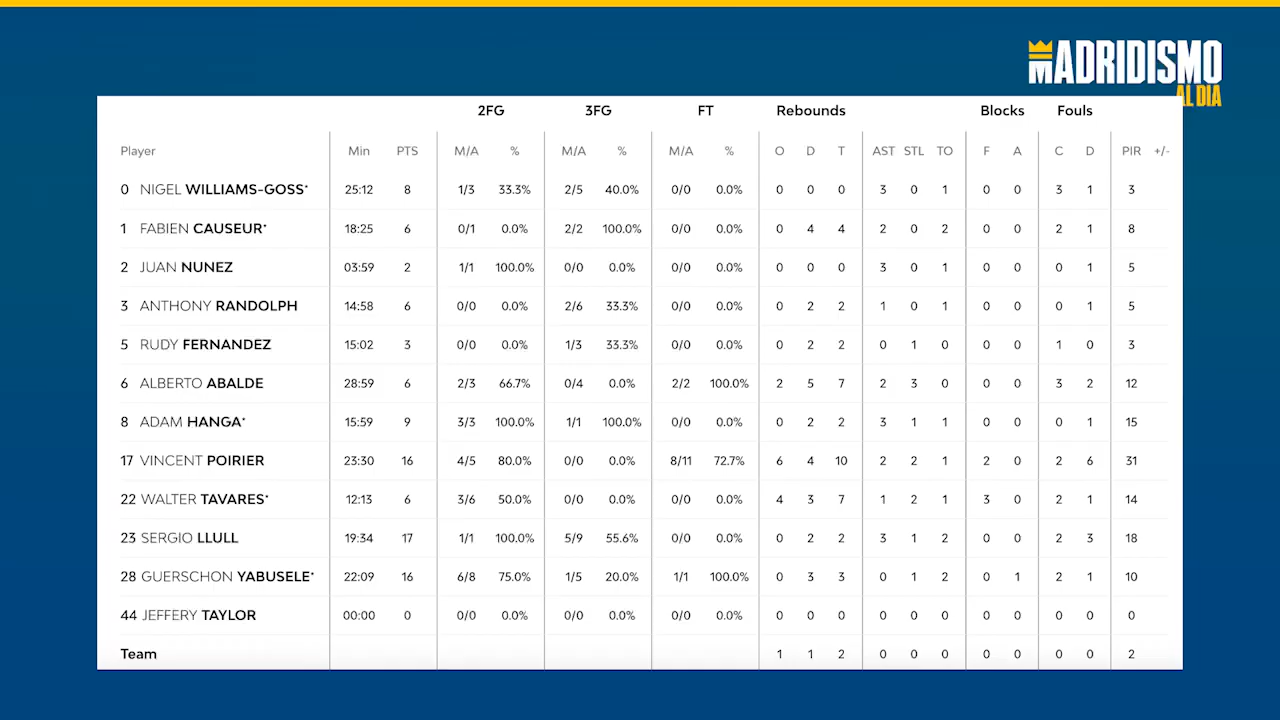 MADRIDISMO
AL DIA
2FG 3FG FT Rebounds Blocks Fouls
Player Min PTS M/A % M/A % M/A % O D T AST STL TO F A C D PIR +/-
0 NIGEL WILLIAMS-GOSS* 25:12 8 1/3 33.3% 2/5 40.0% 0/0 0.0% 0 0 0 3 0 1 0 0 3 1 3
1 FABIEN CAUSEUR* 18:25 6 0/1 0.0% 2/2 100.0% 0/0 0.0% 0 4 4 2 0 2 0 0 2 1 8
2 JUAN NUNEZ 03:59 2 1/1 100.0% 0/0 0.0% 0/0 0.0% 0 0 0 3 0 1 0 0 0 1 5
3 ANTHONY RANDOLPH 14:58 6 0/0 0.0% 2/6 33.3% 0/0 0.0% 0 2 2 1 0 1 0 0 0 1 5
5 RUDY FERNANDEZ 15:02 3 0/0 0.0% 1/3 33.3% 0/0 0.0% 0 2 2 0 1 0 0 0 1 0 3
6 ALBERTO ABALDE 28:59 6 2/3 66.7% 0/4 0.0% 2/2 100.0% 2 5 7 2 3 0 0 0 3 2 12
8 ADAM HANGA* 15:59 9 3/3 100.0% 1/1 100.0% 0/0 0.0% 0 2 2 3 1 1 0 0 0 1 15
17 VINCENT POIRIER 23:30 16 4/5 80.0% 0/0 0.0% 8/11 72.7% 6 4 10 2 2 1 2 0 2 6 31
22 WALTER TAVARES* 12:13 6 3/6 50.0% 0/0 0.0% 0/0 0.0% 4 3 7 1 2 1 3 0 2 1 14
23 SERGIO LLULL 19:34 17 1/1 100.0% 5/9 55.6% 0/0 0.0% 0 2 2 3 1 2 0 0 2 3 18
28 GUERSCHON YABUSELE* 22:09 16 6/8 75.0% 1/5 20.0% 1/1 100.0% 0 3 3 0 1 2 0 1 2 1 10
44 JEFFERY TAYLOR 00:00 0 0/0 0.0% 0/0 0.0% 0/0 0.0% 0 0 0 0 0 0 0 0 0 0 0
Team 1 1 2 0 0 0 0 0 0 0 2